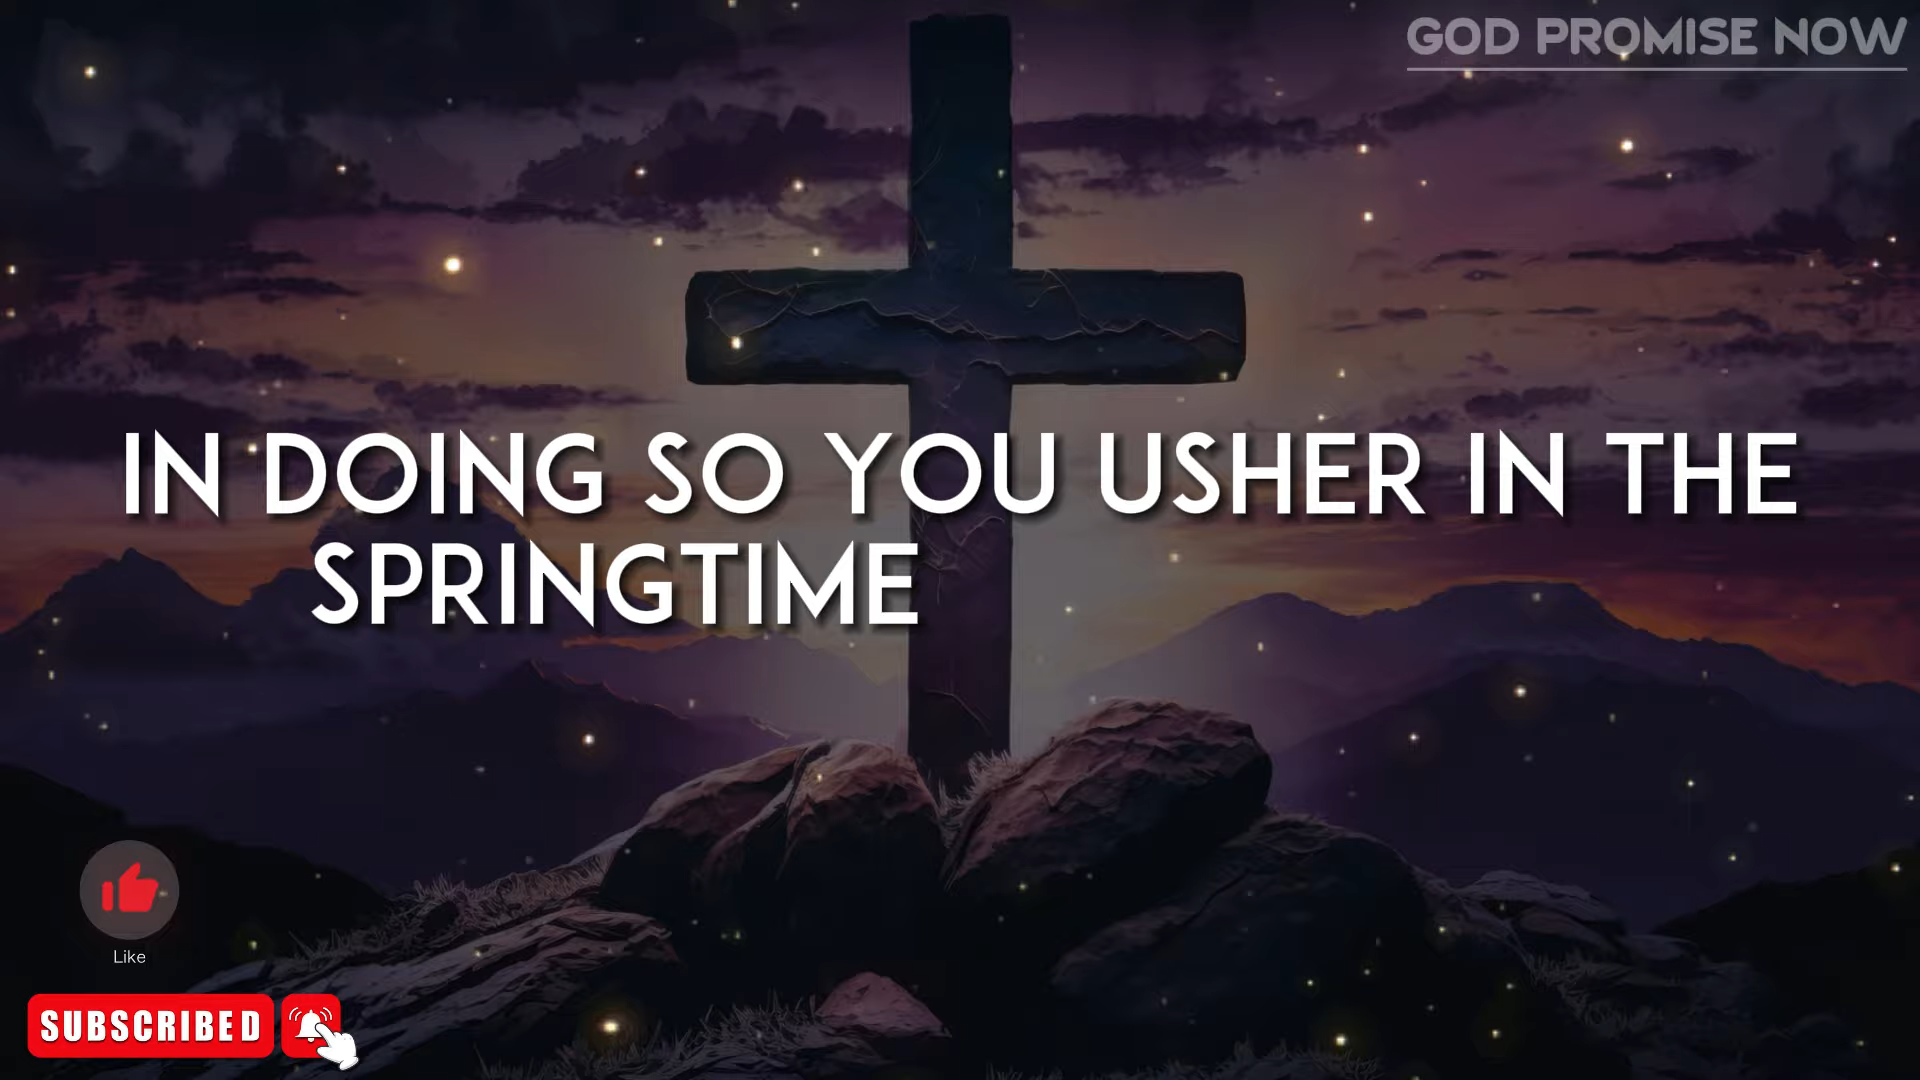 GOD PROMISE NOW
IN DOING SO YOU USHER IN THE
SPRINGTIME
Like
SUBSCRIBED